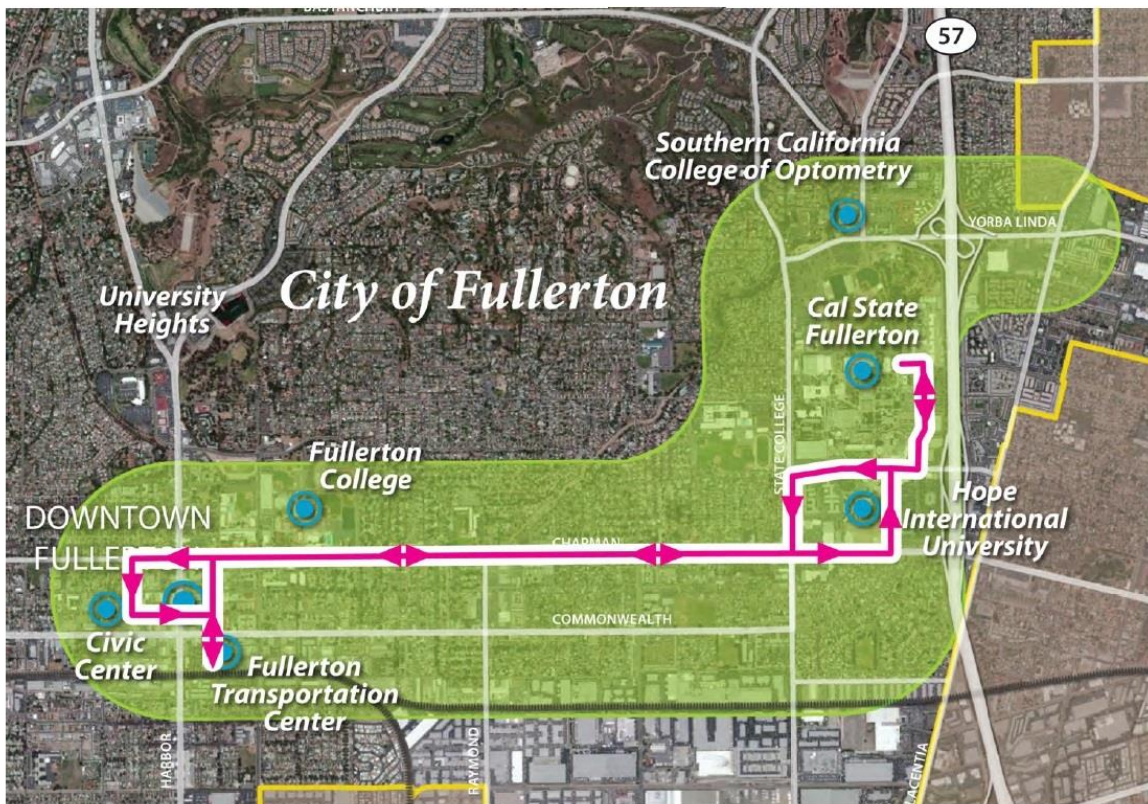 57
Southern California
College of Optometry
YORBA LINDA
University
Heights
City of Fullerton
Cal State
Fullerton
STATE COLLEGE
Fullerton
College
DOWNTOWN
FULLERTON
Hope
International
University
CHAPMAN
COMMONWEALTH
Civic
Center
Fullerton
Transportation
Center
HARBOR
RAYMOND